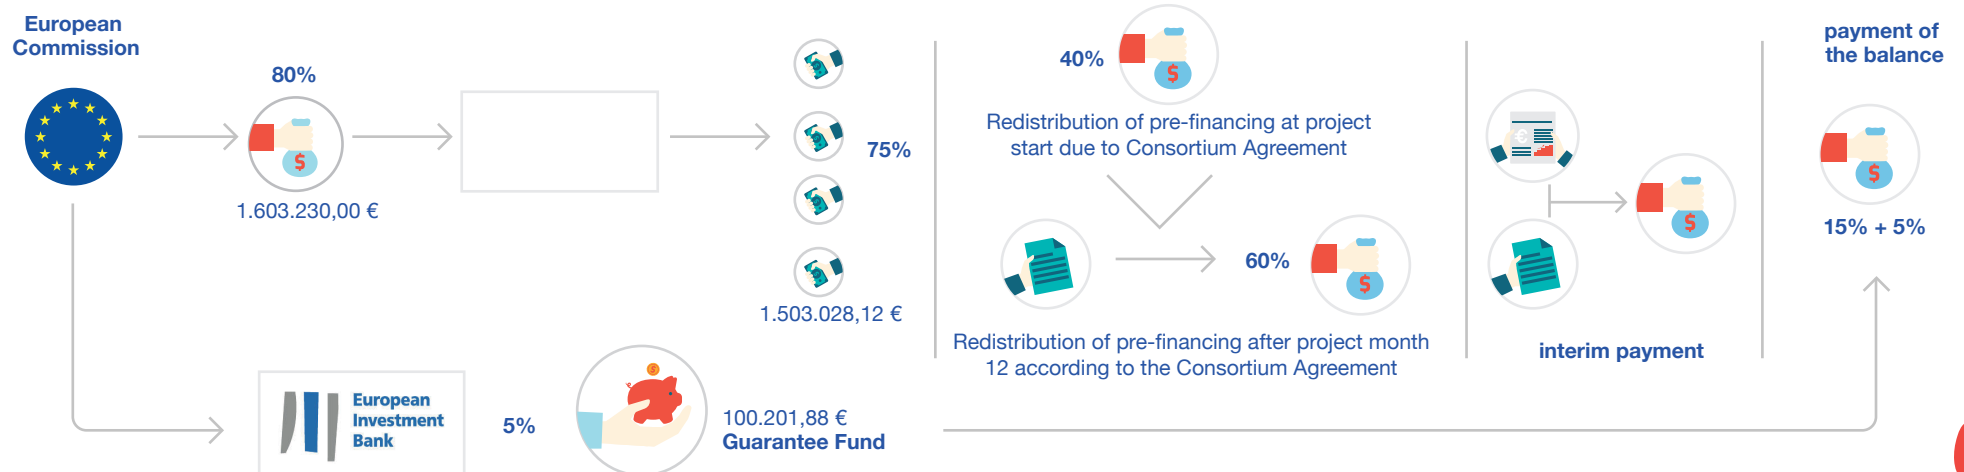 European
Commission
80%
1.603.230,00 €
75%
1.503.028,12 €
40%
Redistribution of pre-financing at project
start due to Consortium Agreement
60%
Redistribution of pre-financing after project month
12 according to the Consortium Agreement
interim payment
payment of
the balance
15% + 5%
European
Investment
Bank
5%
100.201,88 €
Guarantee Fund